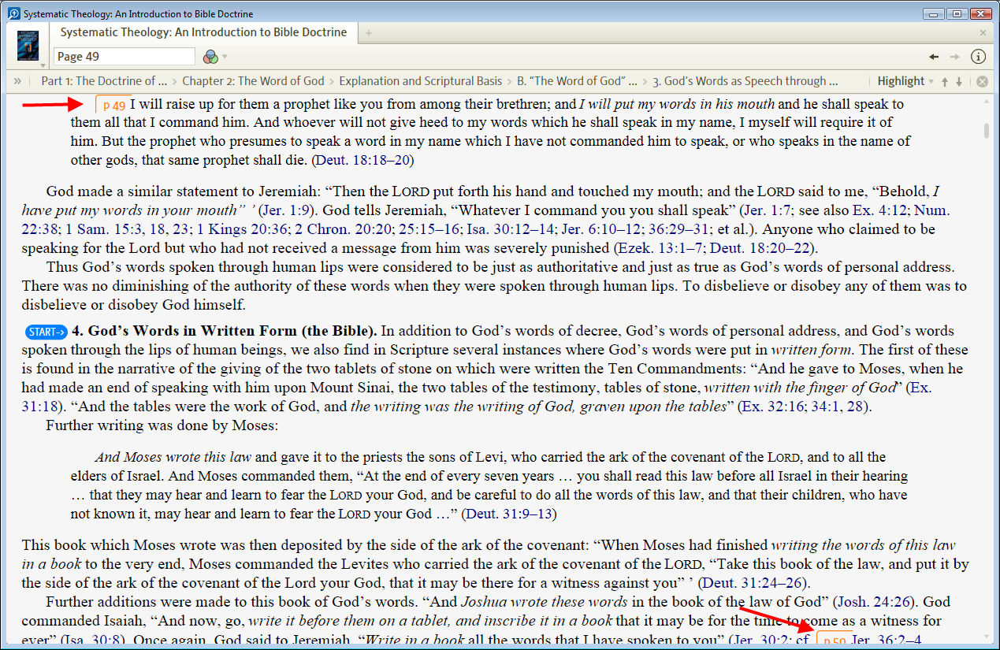 Systematic Theology: An Introduction to Bible Doctrine
Systematic Theology: An Introduction to Bible Doctrine
Page 49
Part 1: The Doctrine of ... › Chapter 2: The Word of God › Explanation and Scriptural Basis › B. “The Word of God” ... › 3. God’s Words as Speech through ... Highlight
p 49 I will raise up for them a prophet like you from among their brethren; and I will put my words in his mouth and he shall speak to
them all that I command him. And whoever will not give heed to my words which he shall speak in my name, I myself will require it of
him. But the prophet who presumes to speak a word in my name which I have not commanded him to speak, or who speaks in the name of
other gods, that same prophet shall die. (Deut. 18:18–20)
God made a similar statement to Jeremiah: “Then the LORD put forth his hand and touched my mouth; and the LORD said to me, “Behold, I
have put my words in your mouth” ’ (Jer. 1:9). God tells Jeremiah, “Whatever I command you you shall speak” (Jer. 1:7; see also Ex. 4:12; Num.
22:38; 1 Sam. 15:3, 18, 23; 1 Kings 20:36; 2 Chron. 20:20; 25:15–16; Isa. 30:12–14; Jer. 6:10–12; 36:29–31; et al.). Anyone who claimed to be
speaking for the Lord but who had not received a message from him was severely punished (Ezek. 13:1–7; Deut. 18:20–22).
Thus God’s words spoken through human lips were considered to be just as authoritative and just as true as God’s words of personal address.
There was no diminishing of the authority of these words when they were spoken through human lips. To disbelieve or disobey any of them was to
disbelieve or disobey God himself.
START-> 4. God’s Words in Written Form (the Bible). In addition to God’s words of decree, God’s words of personal address, and God’s words
spoken through the lips of human beings, we also find in Scripture several instances where God’s words were put in written form. The first of these
is found in the narrative of the giving of the two tablets of stone on which were written the Ten Commandments: “And he gave to Moses, when he
had made an end of speaking with him upon Mount Sinai, the two tables of the testimony, tables of stone, written with the finger of God” (Ex.
31:18). “And the tables were the work of God, and the writing was the writing of God, graven upon the tables” (Ex. 32:16; 34:1, 28).
Further writing was done by Moses:
And Moses wrote this law and gave it to the priests the sons of Levi, who carried the ark of the covenant of the LORD, and to all the
elders of Israel. And Moses commanded them, “At the end of every seven years … you shall read this law before all Israel in their hearing
… that they may hear and learn to fear the LORD your God, and be careful to do all the words of this law, and that their children, who have
not known it, may hear and learn to fear the LORD your God …” (Deut. 31:9–13)
This book which Moses wrote was then deposited by the side of the ark of the covenant: “When Moses had finished writing the words of this law
in a book to the very end, Moses commanded the Levites who carried the ark of the covenant of the LORD, “Take this book of the law, and put it by
the side of the ark of the covenant of the Lord your God, that it may be there for a witness against you” ’ (Deut. 31:24–26).
Further additions were made to this book of God’s words. “And Joshua wrote these words in the book of the law of God” (Josh. 24:26). God
commanded Isaiah, “And now, go, write it before them on a tablet, and inscribe it in a book that it may be for the time to come as a witness for
ever” (Isa. 30:8). Once again, God said to Jeremiah, “Write in a book all the words that I have spoken to you” (Jer. 30:2; cf. p 50 Jer. 36:2–4,